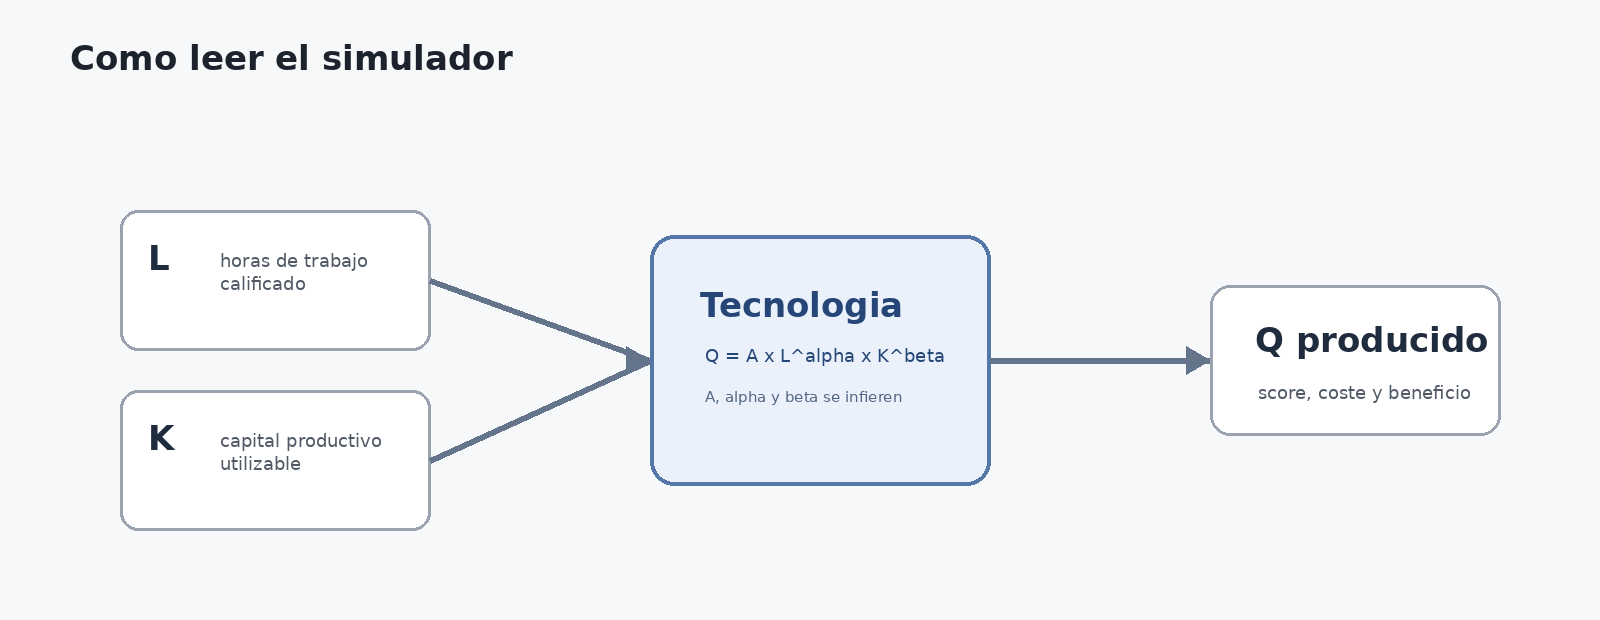 Como leer el simulador
L
horas de trabajo
calificado
K
capital productivo
utilizable
Tecnologia
Q = A x L^alpha x K^beta
A, alpha y beta se infieren
Q producido
score, coste y beneficio